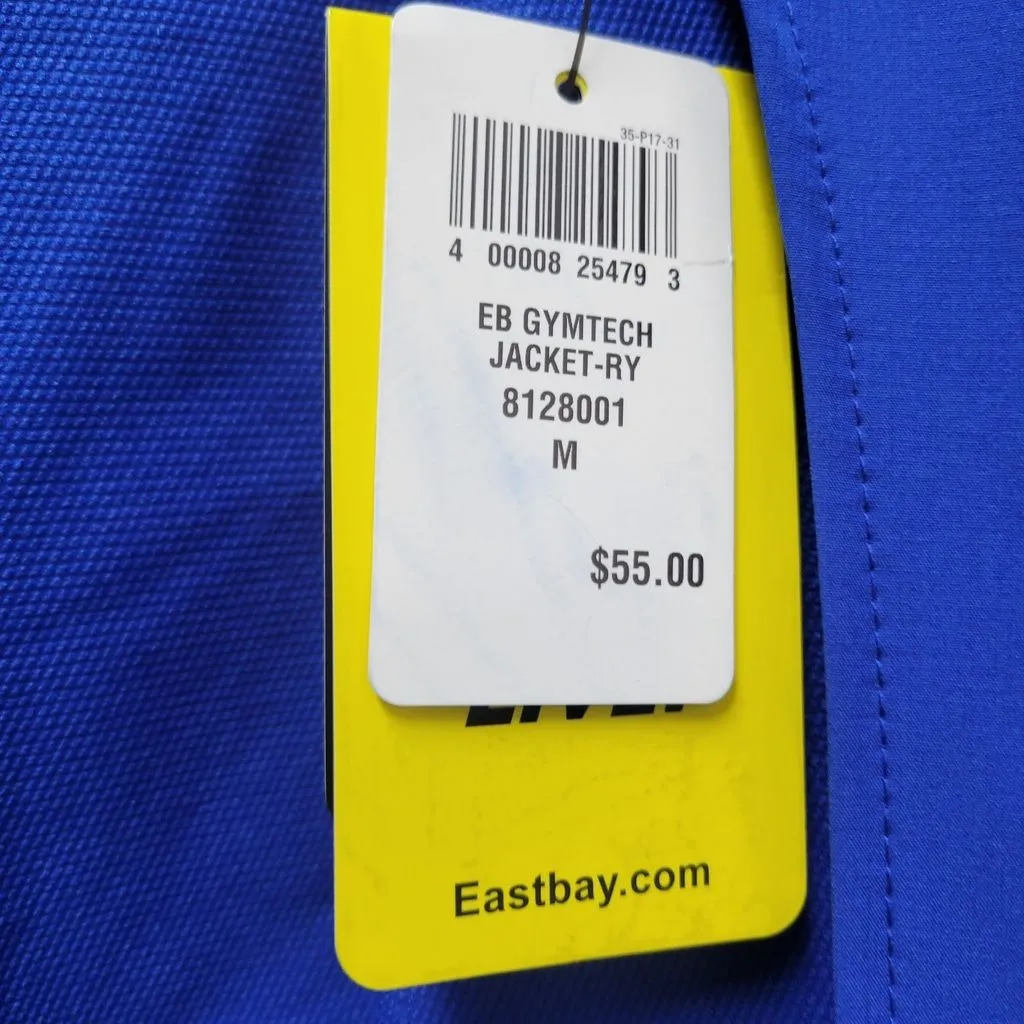 35-P17-31
4 00008 25479 3
EB GYMTECH
JACKET-RY
8128001
M
$55.00
Eastbay.com